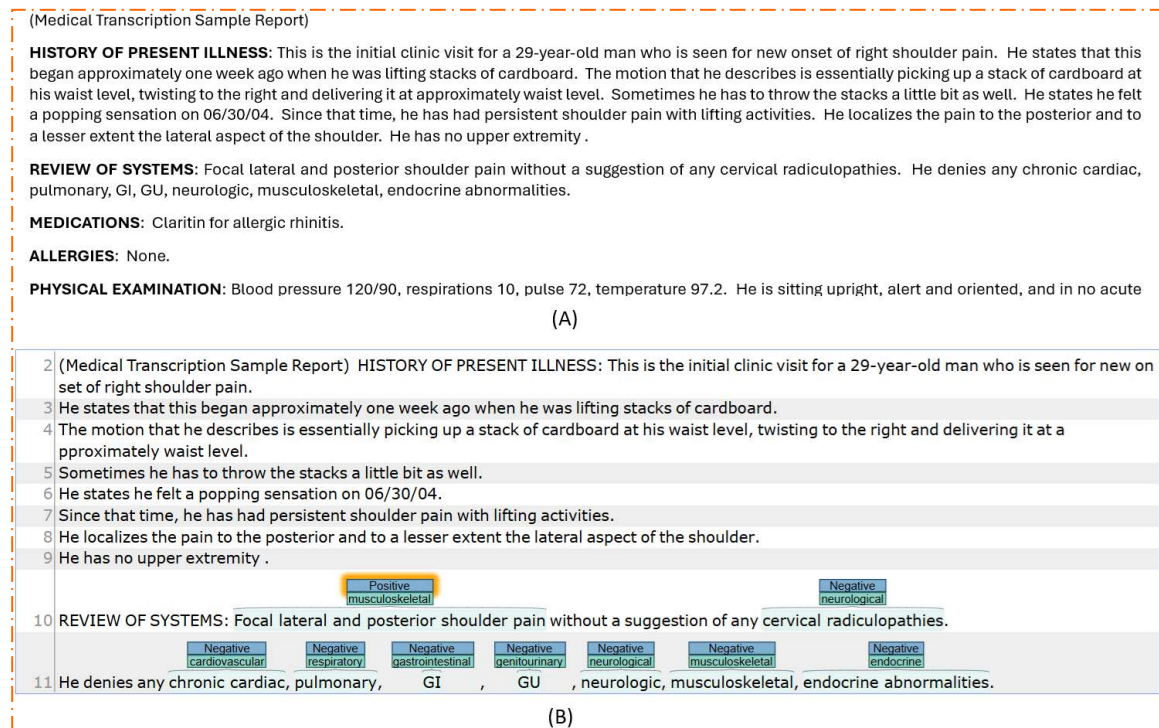 (Medical Transcription Sample Report)
HISTORY OF PRESENT ILLNESS: This is the initial clinic visit for a 29-year-old man who is seen for new onset of right shoulder pain. He states that this
began approximately one week ago when he was lifting stacks of cardboard. The motion that he describes is essentially picking up a stack of cardboard at
his waist level, twisting to the right and delivering it at approximately waist level. Sometimes he has to throw the stacks a little bit as well. He states he felt
a popping sensation on 06/30/04. Since that time, he has had persistent shoulder pain with lifting activities. He localizes the pain to the posterior and to
a lesser extent the lateral aspect of the shoulder. He has no upper extremity .
REVIEW OF SYSTEMS: Focal lateral and posterior shoulder pain without a suggestion of any cervical radiculopathies. He denies any chronic cardiac,
pulmonary, GI, GU, neurologic, musculoskeletal, endocrine abnormalities.
MEDICATIONS: Claritin for allergic rhinitis.
ALLERGIES: None.
PHYSICAL EXAMINATION: Blood pressure 120/90, respirations 10, pulse 72, temperature 97.2. He is sitting upright, alert and oriented, and in no acute
(A)
2 (Medical Transcription Sample Report) HISTORY OF PRESENT ILLNESS: This is the initial clinic visit for a 29-year-old man who is seen for new on
set of right shoulder pain.
3 He states that this began approximately one week ago when he was lifting stacks of cardboard.
4 The motion that he describes is essentially picking up a stack of cardboard at his waist level, twisting to the right and delivering it at a
pproximately waist level.
5 Sometimes he has to throw the stacks a little bit as well.
6 He states he felt a popping sensation on 06/30/04.
7 Since that time, he has had persistent shoulder pain with lifting activities.
8 He localizes the pain to the posterior and to a lesser extent the lateral aspect of the shoulder.
9 He has no upper extremity .
Positive Negative
musculoskeletal neurological
10 REVIEW OF SYSTEMS: Focal lateral and posterior shoulder pain without a suggestion of any cervical radiculopathies.
Negative Negative Negative Negative Negative Negative Negative
cardiovascular respiratory gastrointestinal genitourinary neurological musculoskeletal endocrine
11 He denies any chronic cardiac, pulmonary, GI , GU , neurologic, musculoskeletal, endocrine abnormalities.
(B)